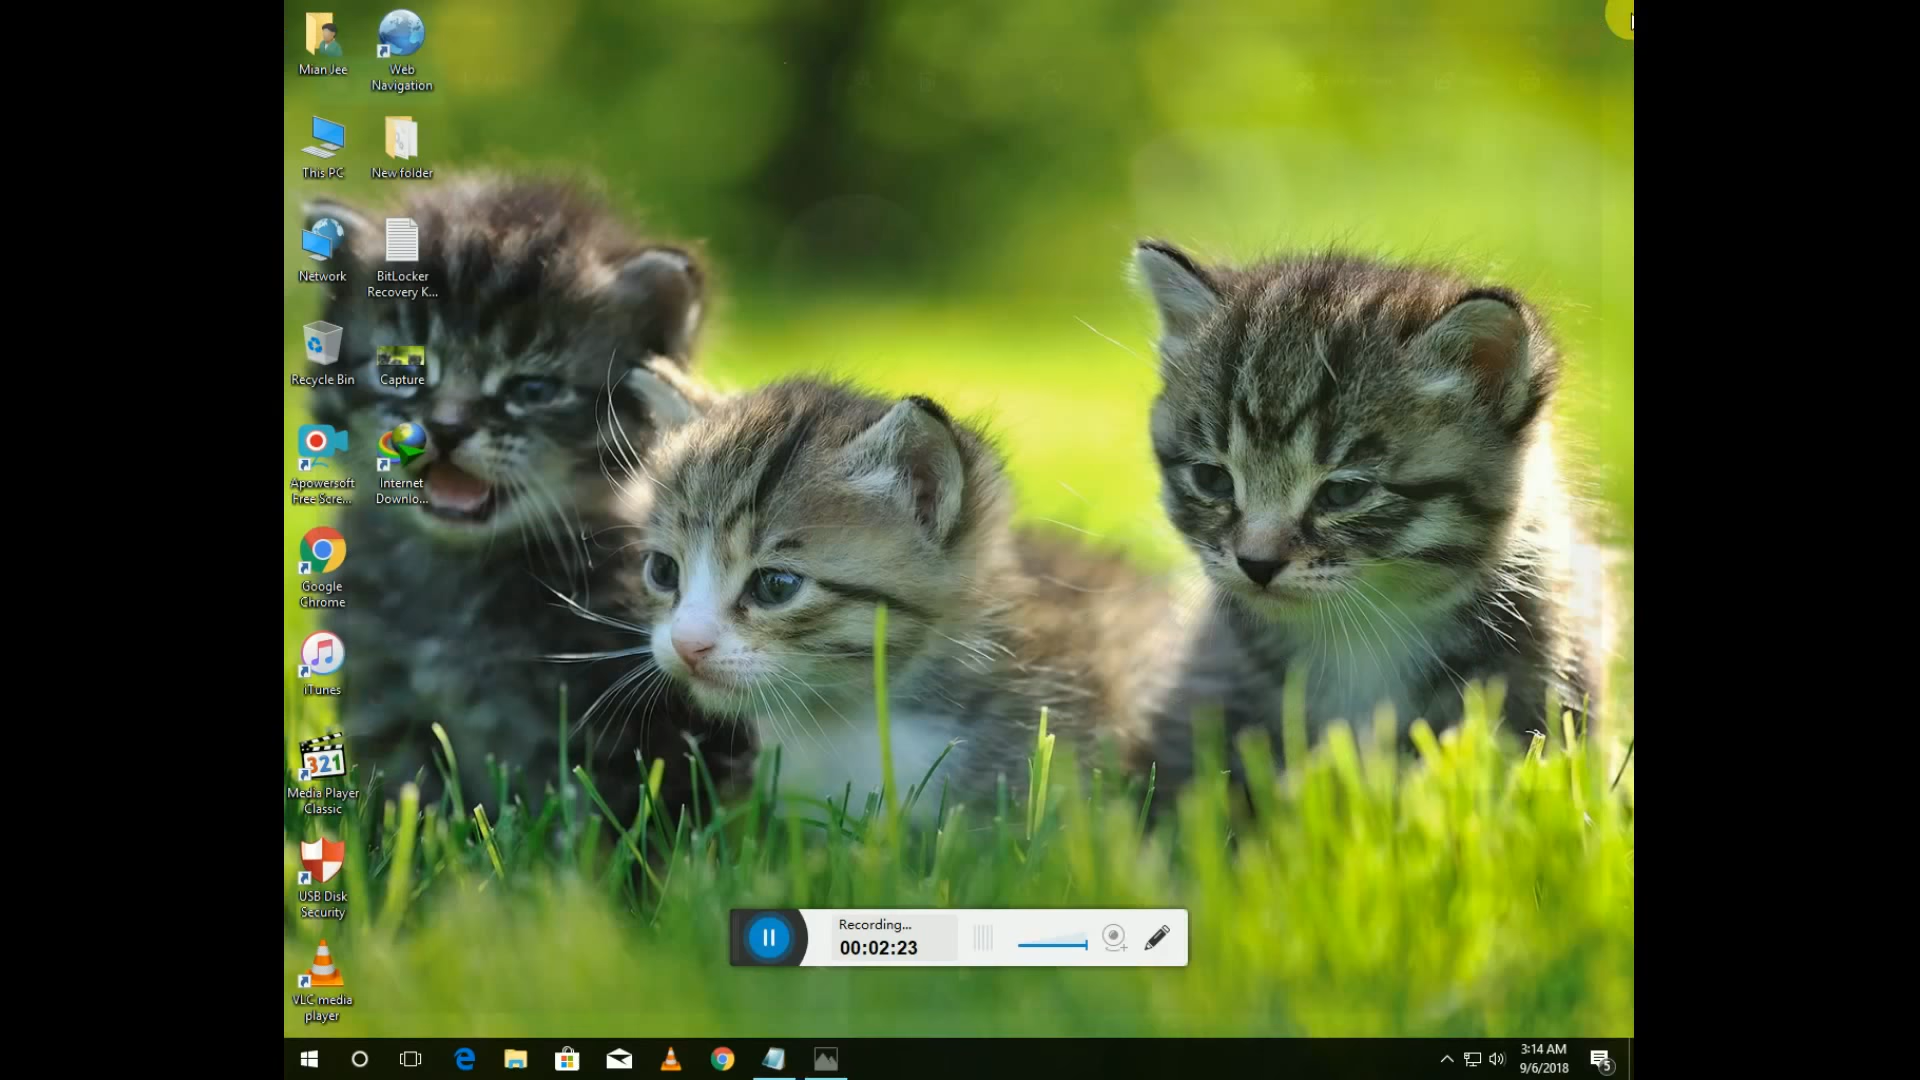 Mian Jee
Web
Navigation
This PC
New folder
Network
BitLocker
Recovery K...
Recycle Bin
Capture
Apowersoft
Free Scre...
Internet
Downlo...
Google
Chrome
iTunes
321
Media Player
Classic
USB Disk
Security
VLC media
player
Recording...
00:02:23
3:14 AM
9/6/2018
5